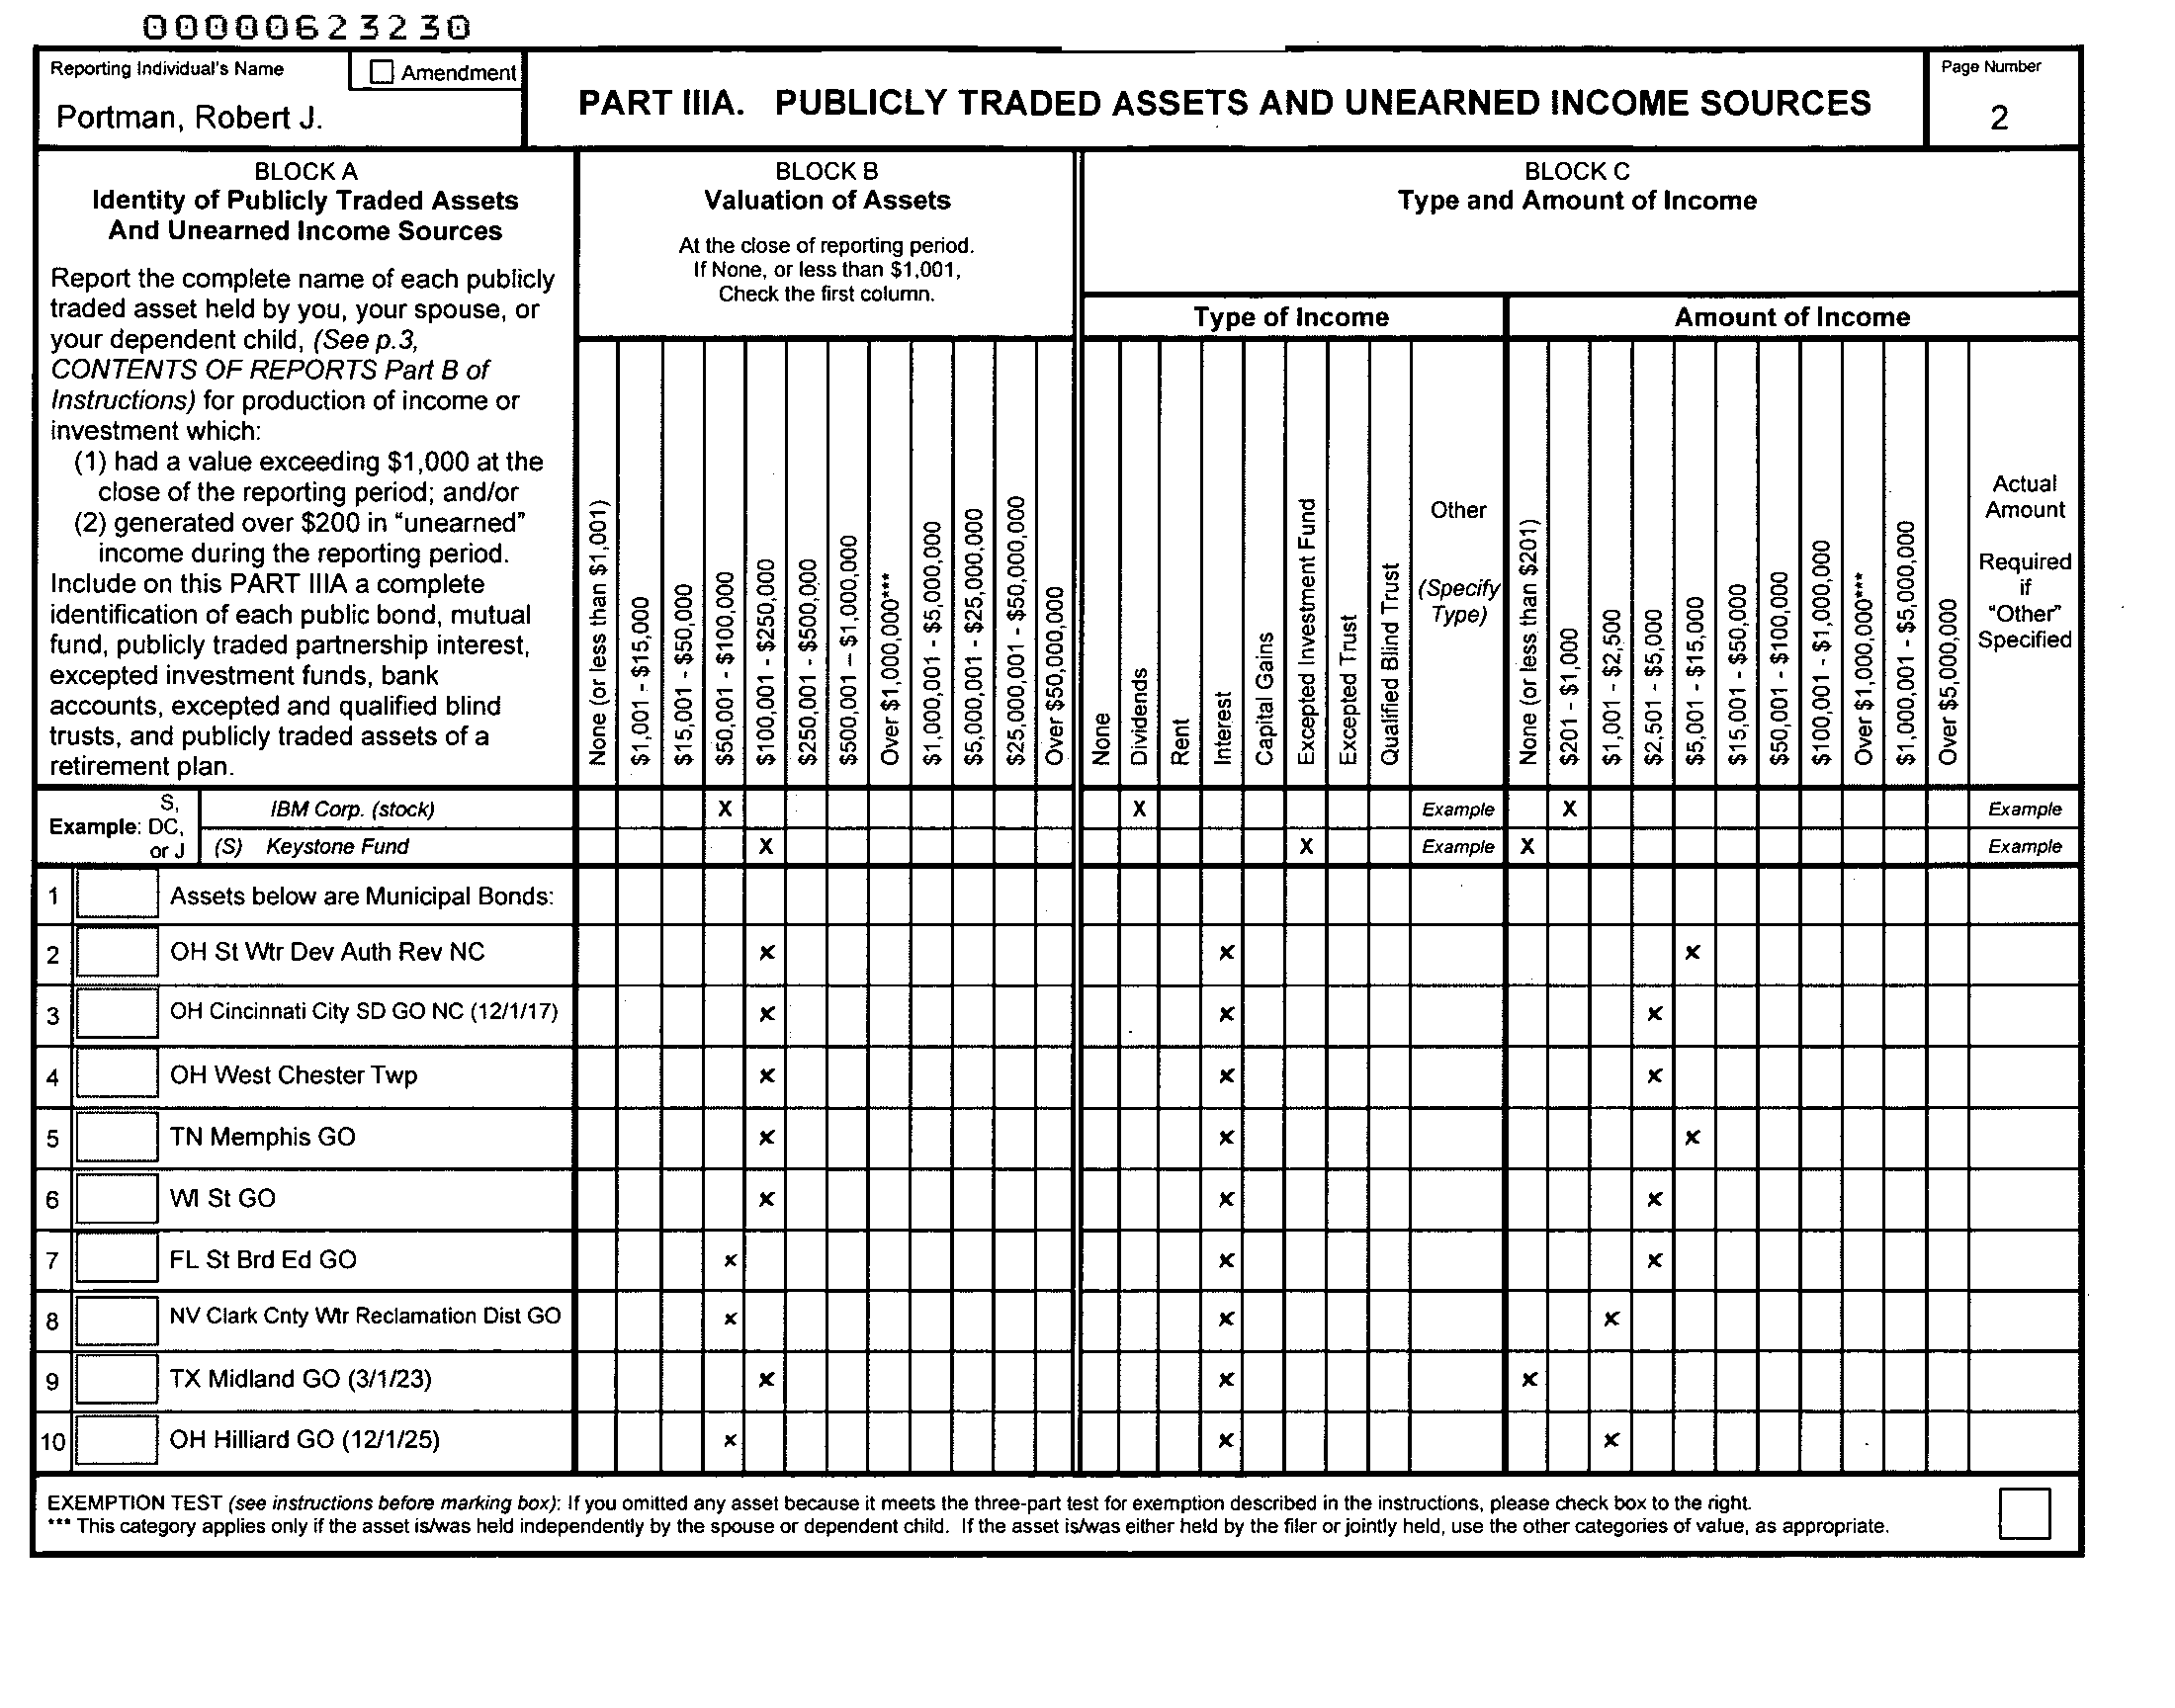 00000623230
Reporting Individual's Name
Amendment
Portman, Robert J.
PART IIIA. PUBLICLY TRADED ASSETS AND UNEARNED INCOME SOURCES
Page Number
2
BLOCK A
Identity of Publicly Traded Assets
And Unearned Income Sources
Report the complete name of each publicly
traded asset held by you, your spouse, or
your dependent child, (See p.3,
CONTENTS OF REPORTS Part B of
Instructions) for production of income or
investment which:
(1) had a value exceeding $1,000 at the
close of the reporting period; and/or
(2) generated over $200 in "unearned"
income during the reporting period.
Include on this PART IIIA a complete
identification of each public bond, mutual
fund, publicly traded partnership interest,
excepted investment funds, bank
accounts, excepted and qualified blind
trusts, and publicly traded assets of a
retirement plan.
BLOCK B
Valuation of Assets
At the close of reporting period.
If None, or less than $1,001,
Check the first column.
None (or less than $1,001)
$1,001 - $15,000
$15,001 - $50,000
$50,001 - $100,000
$100,001 - $250,000
$250,001 - $500,000
$500,001 – $1,000,000
Over $1,000,000***
$1,000,001 - $5,000,000
$5,000,001 - $25,000,000
$25,000,001 - $50,000,000
Over $50,000,000
BLOCK C
Type and Amount of Income
Type of Income
None
Dividends
Rent
Interest
Capital Gains
Excepted Investment Fund
Excepted Trust
Qualified Blind Trust
Other
(Specify
Type)
Amount of Income
None (or less than $201)
$201 - $1,000
$1,001 - $2,500
$2,501 - $5,000
$5,001 - $15,000
$15,001 - $50,000
$50,001 - $100,000
$100,001 - $1,000,000
Over $1,000,000***
$1,000,001 - $5,000,000
Over $5,000,000
Actual
Amount
Required
if
"Other"
Specified
Example:
S,
DC,
or J
IBM Corp. (stock) X X Example X Example
(S) Keystone Fund X X Example X Example
1 Assets below are Municipal Bonds:
2 OH St Wtr Dev Auth Rev NC x x x
3 OH Cincinnati City SD GO NC (12/1/17) x x x
4 OH West Chester Twp x x x
5 TN Memphis GO x x x
6 WI St GO x x x
7 FL St Brd Ed GO x x x
8 NV Clark Cnty Wtr Reclamation Dist GO x x x
9 TX Midland GO (3/1/23) x x x
10 OH Hilliard GO (12/1/25) x x x
EXEMPTION TEST (see instructions before marking box): If you omitted any asset because it meets the three-part test for exemption described in the instructions, please check box to the right.
*** This category applies only if the asset is/was held independently by the spouse or dependent child. If the asset is/was either held by the filer or jointly held, use the other categories of value, as appropriate.